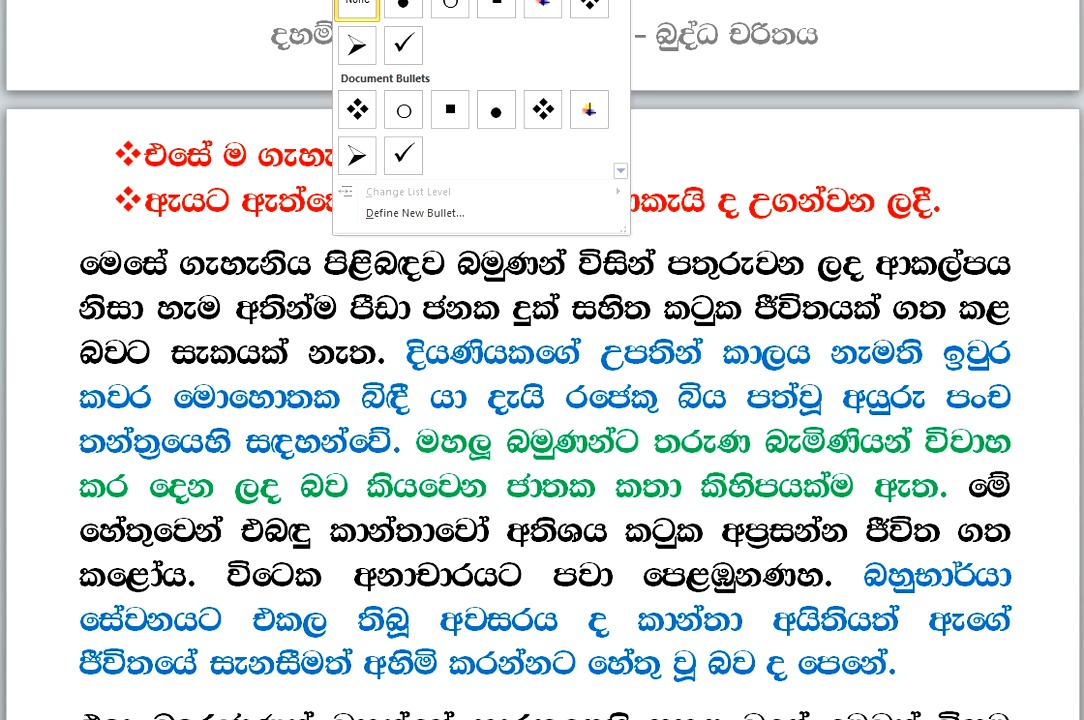 None
දහම් – බුද්ධ චරිතය
Document Bullets
එසේ ම
Change List Level
Define New Bullet...
ඇයට ද උගන්වන ලදී.
මෙසේ ගැහැනිය පිළිබඳව බමුණන් විසින් පතුරුවන ලද ආකල්පය
නිසා හැම අතින්ම පීඩා ජනක දුක් සහිත කටුක ජීවිතයක් ගත කළ
බවට සැකයක් නැත. දියණියකගේ උපතින් කාලය නැමති ඉවුර
කවර මොහොතක බිඳී යා දැයි රජෙකු බිය පත්වූ අයුරු පංච
තන්ත්‍රයෙහි සඳහන්වේ. මහලූ බමුණන්ට තරුණ බැමිණියන් විවාහ
කර දෙන ලද බව කියවෙන ජාතක කතා කිහිපයක්ම ඇත. මේ
හේතුවෙන් එබඳු කාන්තාවෝ අතිශය කටුක අප්‍රසන්න ජීවිත ගත
කළෝය. විටෙක අනාචාරයට පවා පෙළඹුනණහ. බහුභාර්යා
සේවනයට එකල තිබූ අවසරය ද කාන්තා අයිතියත් ඇගේ
ජීවිතයේ සැනසීමත් අහිමි කරන්නට හේතු වූ බව ද පෙනේ.